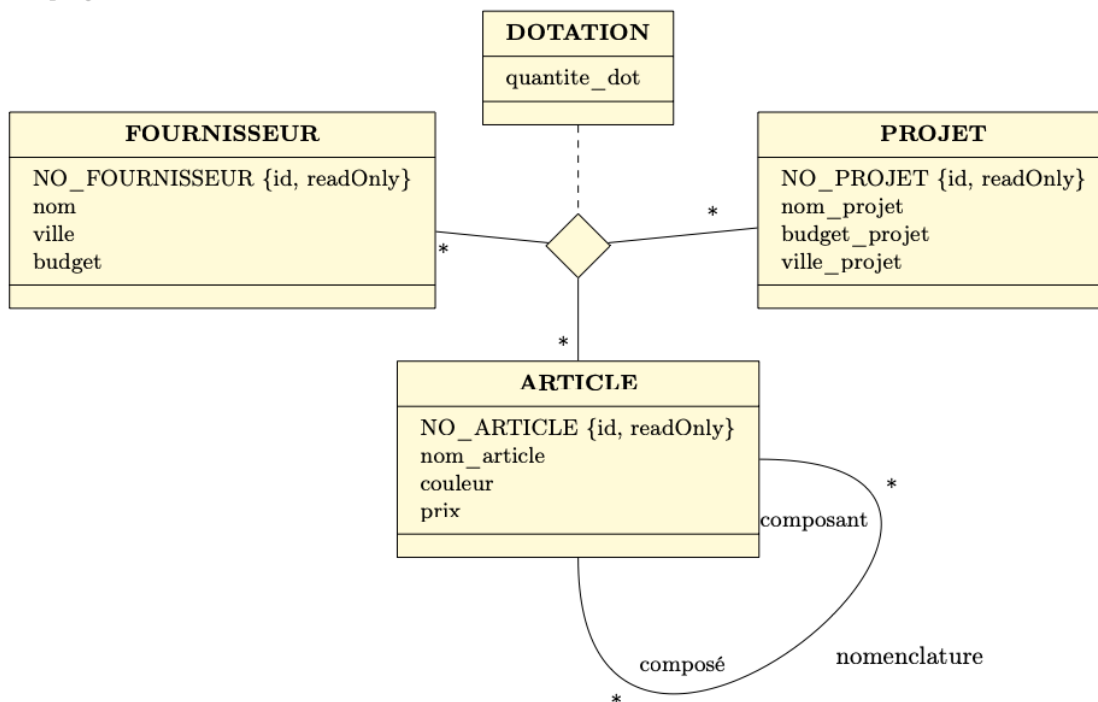 DOTATION
quantite_dot
FOURNISSEUR
NO_FOURNISSEUR {id, readOnly}
nom
ville
budget
PROJET
NO_PROJET {id, readOnly}
nom_projet
budget_projet
ville_projet
*
*
*
ARTICLE
NO_ARTICLE {id, readOnly}
nom_article
couleur
prix
*
composant
composé
nomenclature
*